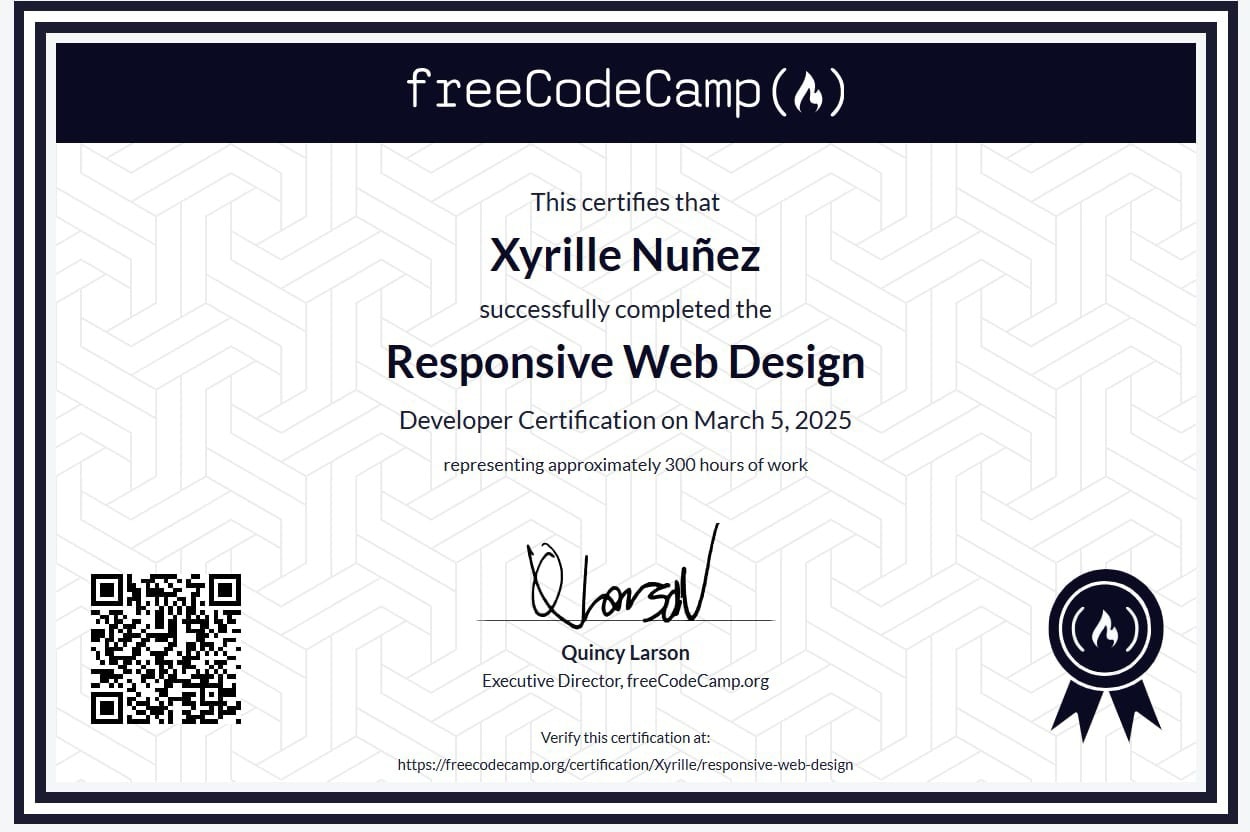 freeCodeCamp(🔥)
This certifies that
Xyrille Nuñez
successfully completed the
Responsive Web Design
Developer Certification on March 5, 2025
representing approximately 300 hours of work
Q Larson
Quincy Larson
Executive Director, freeCodeCamp.org
Verify this certification at:
https://freecodecamp.org/certification/Xyrille/responsive-web-design